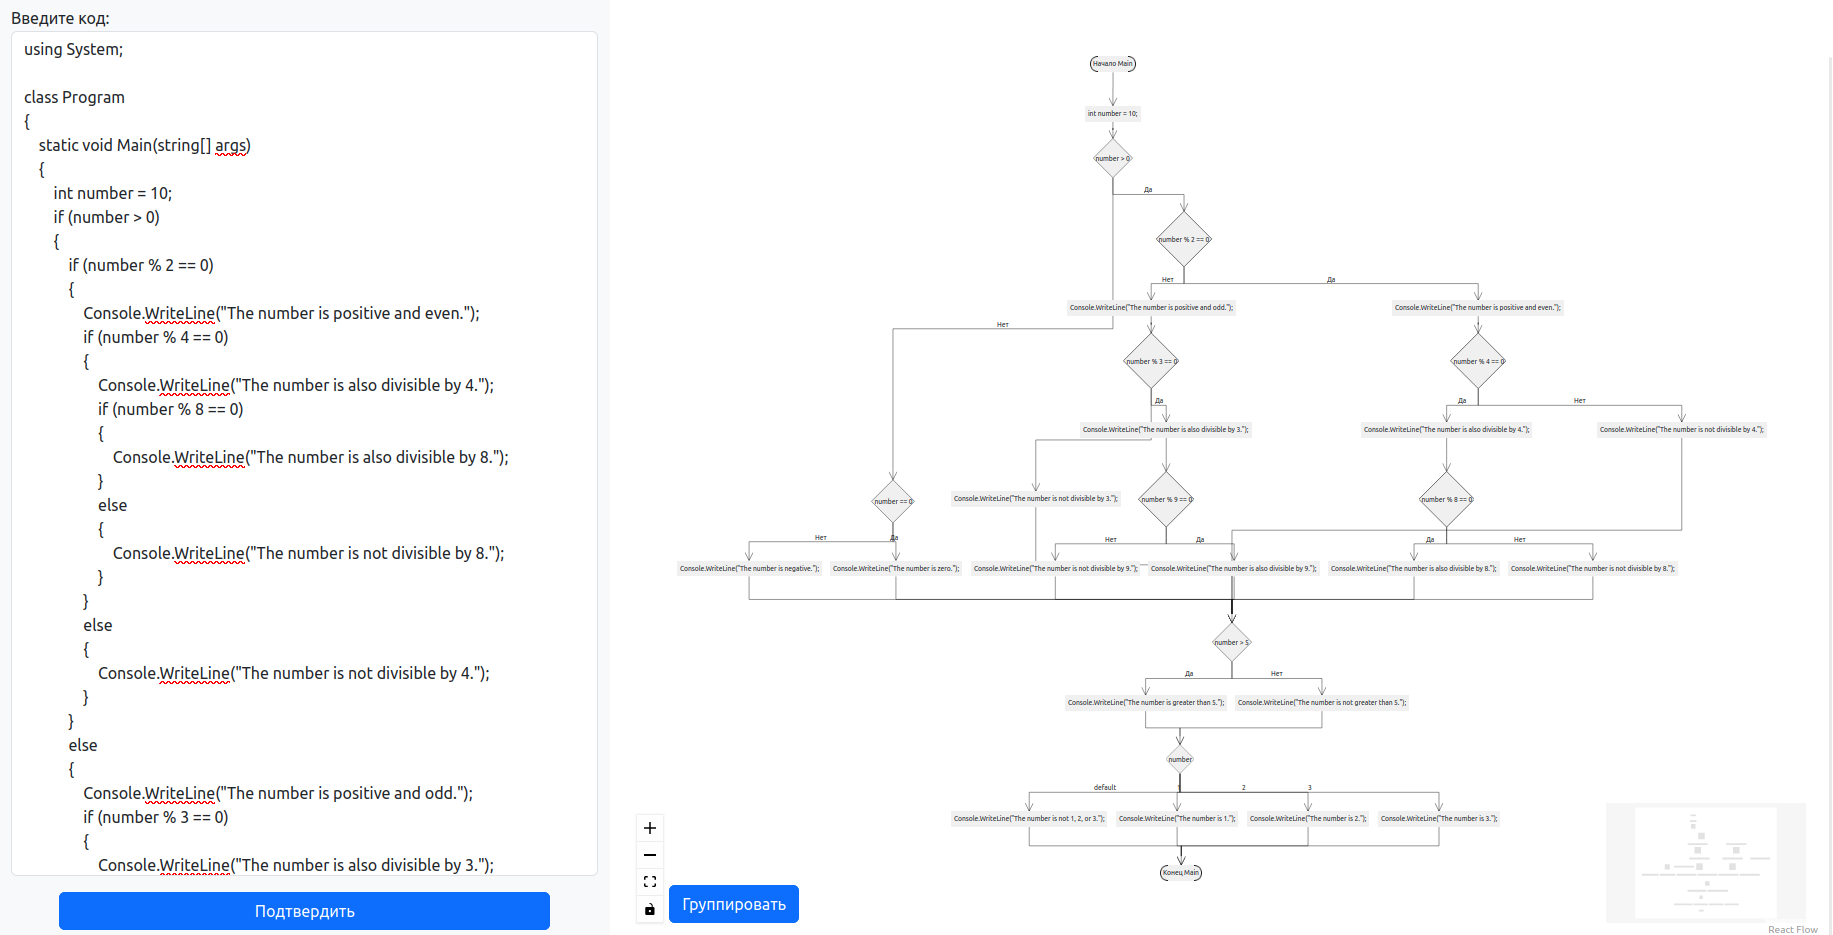 Введите код:
using System;
class Program
{
static void Main(string[] args)
{
int number = 10;
if (number > 0)
{
if (number % 2 == 0)
{
Console.WriteLine("The number is positive and even.");
if (number % 4 == 0)
{
Console.WriteLine("The number is also divisible by 4.");
if (number % 8 == 0)
{
Console.WriteLine("The number is also divisible by 8.");
}
else
{
Console.WriteLine("The number is not divisible by 8.");
}
}
else
{
Console.WriteLine("The number is not divisible by 4.");
}
}
else
{
Console.WriteLine("The number is positive and odd.");
if (number % 3 == 0)
{
Console.WriteLine("The number is also divisible by 3.");
Подтвердить
Начало Main
int number = 10;
number > 0
Да
number % 2 == 0
Нет
Да
Console.WriteLine("The number is positive and odd.");
Console.WriteLine("The number is positive and even.");
Нет
number % 3 == 0
number % 4 == 0
Да
Да
Нет
Console.WriteLine("The number is also divisible by 3.");
Console.WriteLine("The number is also divisible by 4.");
Console.WriteLine("The number is not divisible by 4.");
number == 0
Console.WriteLine("The number is not divisible by 3.");
number % 9 == 0
number % 8 == 0
Нет
Да
Нет
Да
Да
Нет
Console.WriteLine("The number is negative.");
Console.WriteLine("The number is zero.");
Console.WriteLine("The number is not divisible by 9.");
Console.WriteLine("The number is also divisible by 9.");
Console.WriteLine("The number is also divisible by 8.");
Console.WriteLine("The number is not divisible by 8.");
number > 5
Да
Нет
Console.WriteLine("The number is greater than 5.");
Console.WriteLine("The number is not greater than 5.");
number
default
2
3
Console.WriteLine("The number is not 1, 2, or 3.");
Console.WriteLine("The number is 1.");
Console.WriteLine("The number is 2.");
Console.WriteLine("The number is 3.");
Конец Main
Группировать
React Flow